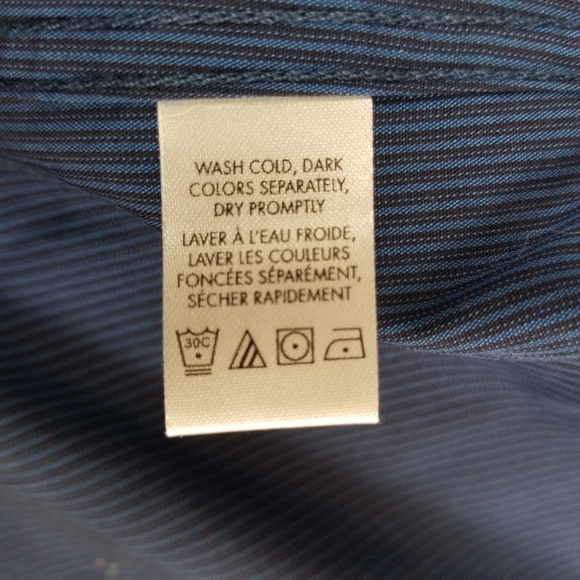 WASH COLD, DARK
COLORS SEPARATELY,
DRY PROMPTLY
LAVER À L'EAU FROIDE,
LAVER LES COULEURS
FONCÉES SÉPARÉMENT,
SÉCHER RAPIDEMENT
30C